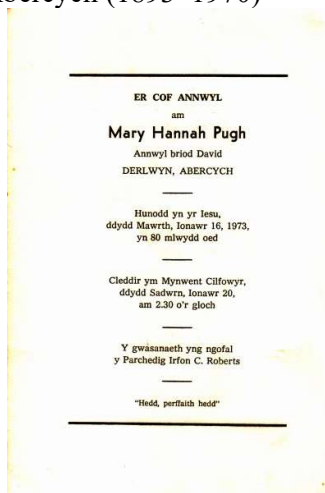 Abercych (1893-1970)
ER COF ANNWYL
am
Mary Hannah Pugh
Annwyl briod David
DERLWYN, ABERCYCH
Hunodd yn yr Iesu,
ddydd Mawrth, Ionawr 16, 1973,
yn 80 mlwydd oed
Cleddir ym Mynwent Cilfowyr,
ddydd Sadwrn, Ionawr 20,
am 2.30 o'r gloch
Y gwasanaeth yng ngofal
y Parchedig Irfon C. Roberts
"Hedd, perffaith hedd"